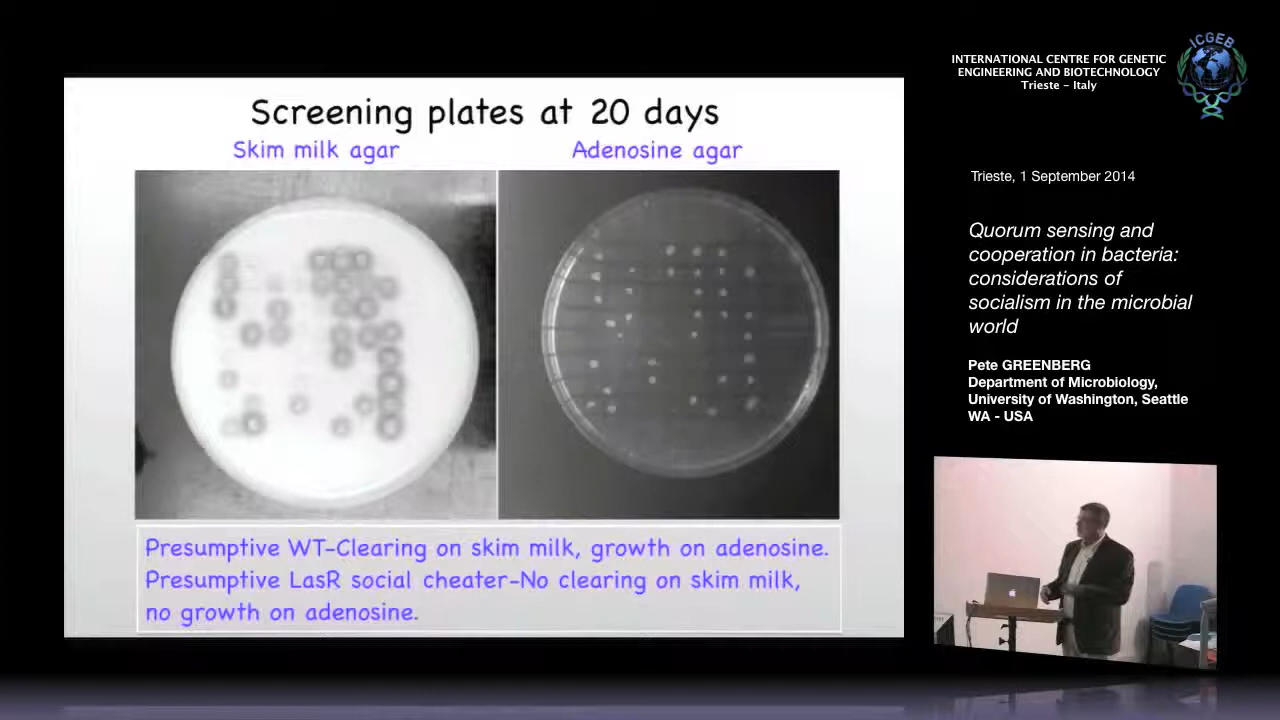 Screening plates at 20 days
Skim milk agar
Adenosine agar
Presumptive WT-Clearing on skim milk, growth on adenosine.
Presumptive LasR social cheater-No clearing on skim milk,
no growth on adenosine.
INTERNATIONAL CENTRE FOR GENETIC
ENGINEERING AND BIOTECHNOLOGY
Trieste - Italy
ICGEB
Trieste, 1 September 2014
Quorum sensing and
cooperation in bacteria:
considerations of
socialism in the microbial
world
Pete GREENBERG
Department of Microbiology,
University of Washington, Seattle
WA - USA